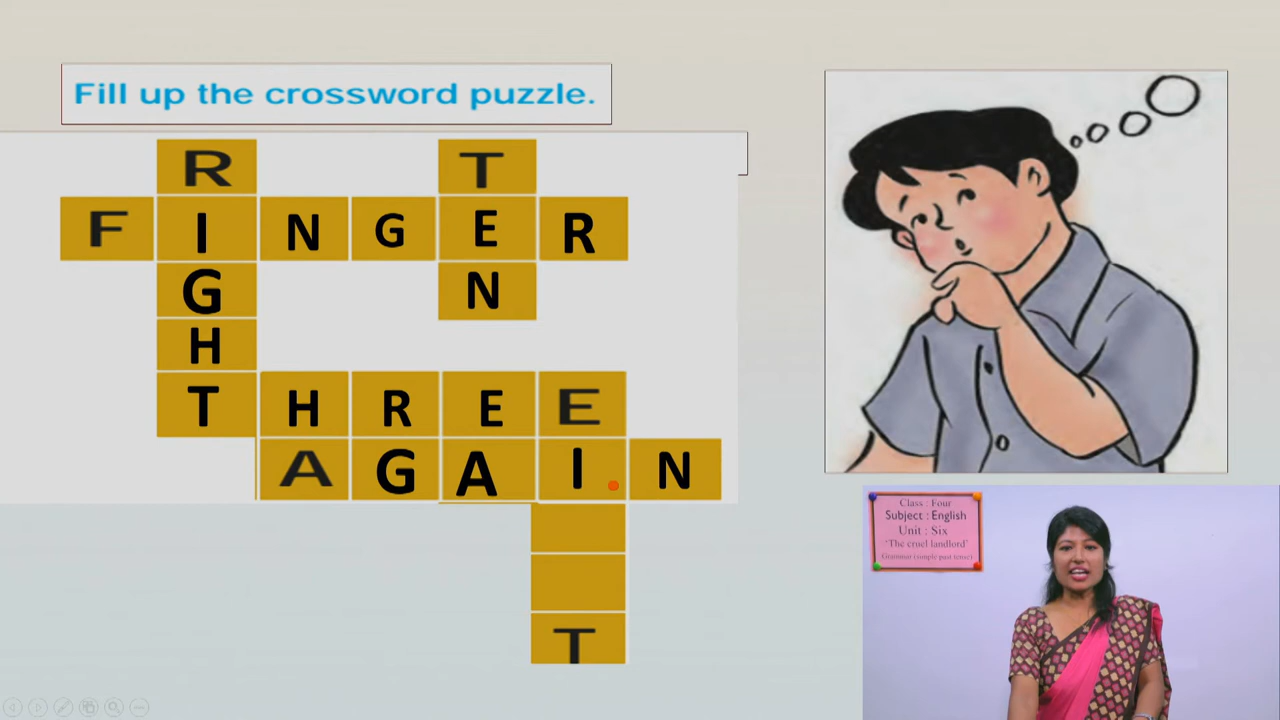 Fill up the crossword puzzle.
R T
F I N G E R
G N
H
T H R E E
A G A I N
T
Class : Four
Subject : English
Unit : Six
'The cruel landlord'
Grammar (simple past tense)